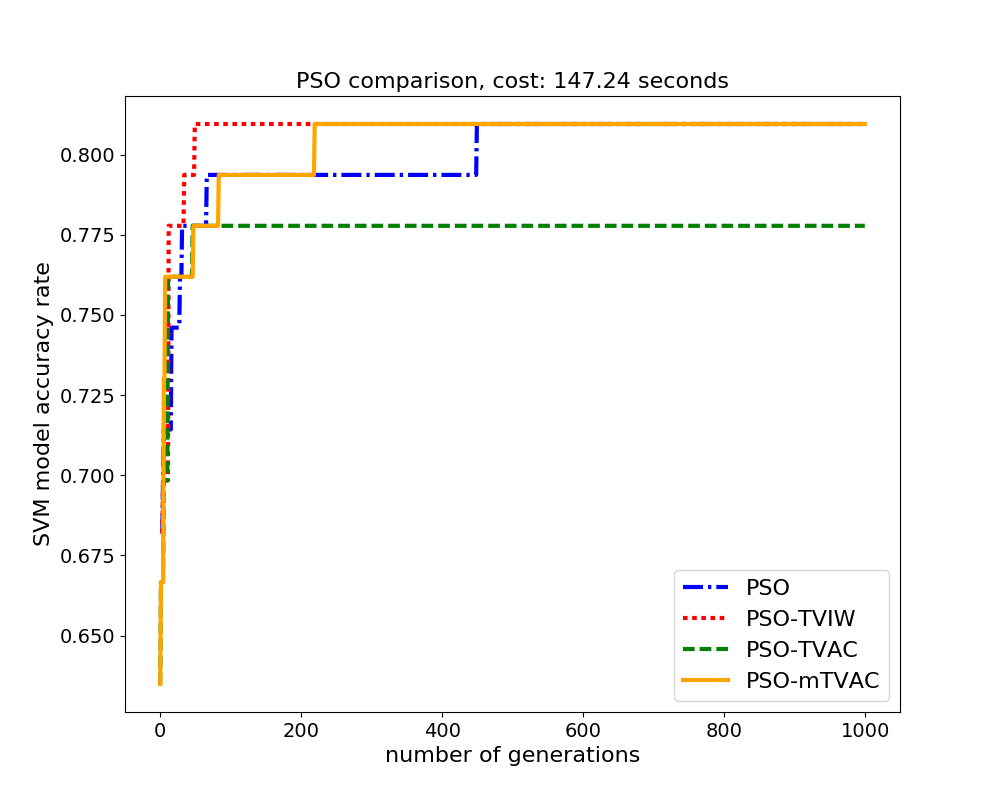 PSO comparison, cost: 147.24 seconds
0.800
0.775
0.750
0.725
0.700
0.675
0.650
SVM model accuracy rate
0 200 400 600 800 1000
number of generations
PSO
PSO-TVIW
PSO-TVAC
PSO-mTVAC